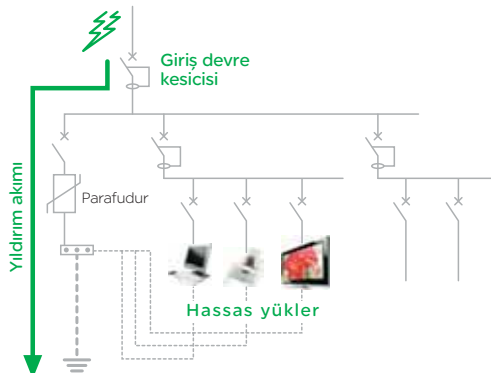 Giriş devre
kesicisi
Yıldırım akımı
Parafudur
Hassas yükler